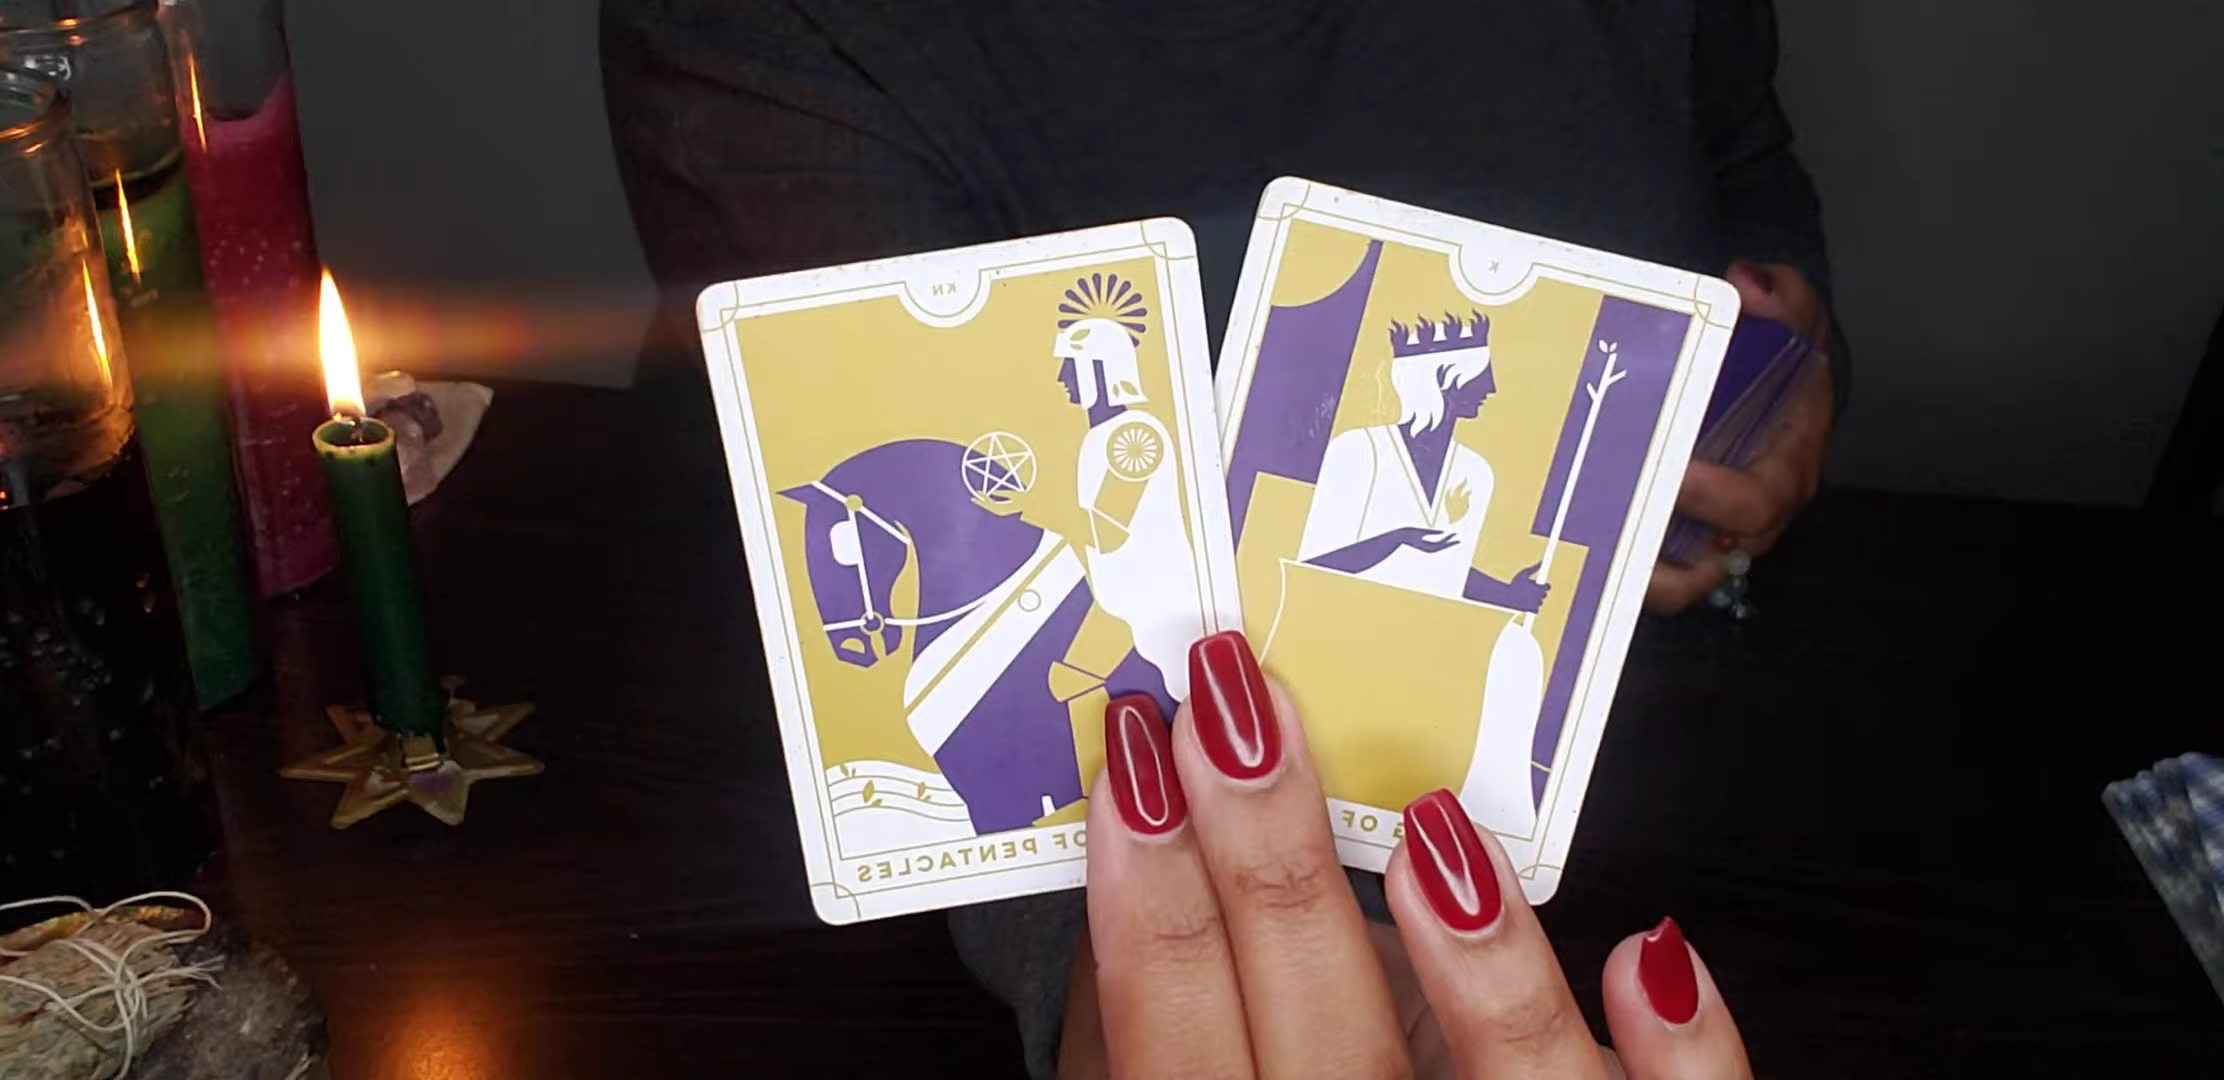 KN
K
OF PENTACLES
G OF